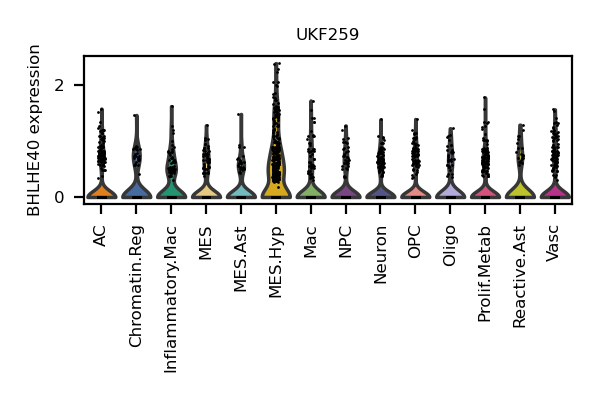 UKF259
BHLHE40 expression
2
0
AC
Chromatin.Reg
Inflammatory.Mac
MES
MES.Ast
MES.Hyp
Mac
NPC
Neuron
OPC
Oligo
Prolif.Metab
Reactive.Ast
Vasc